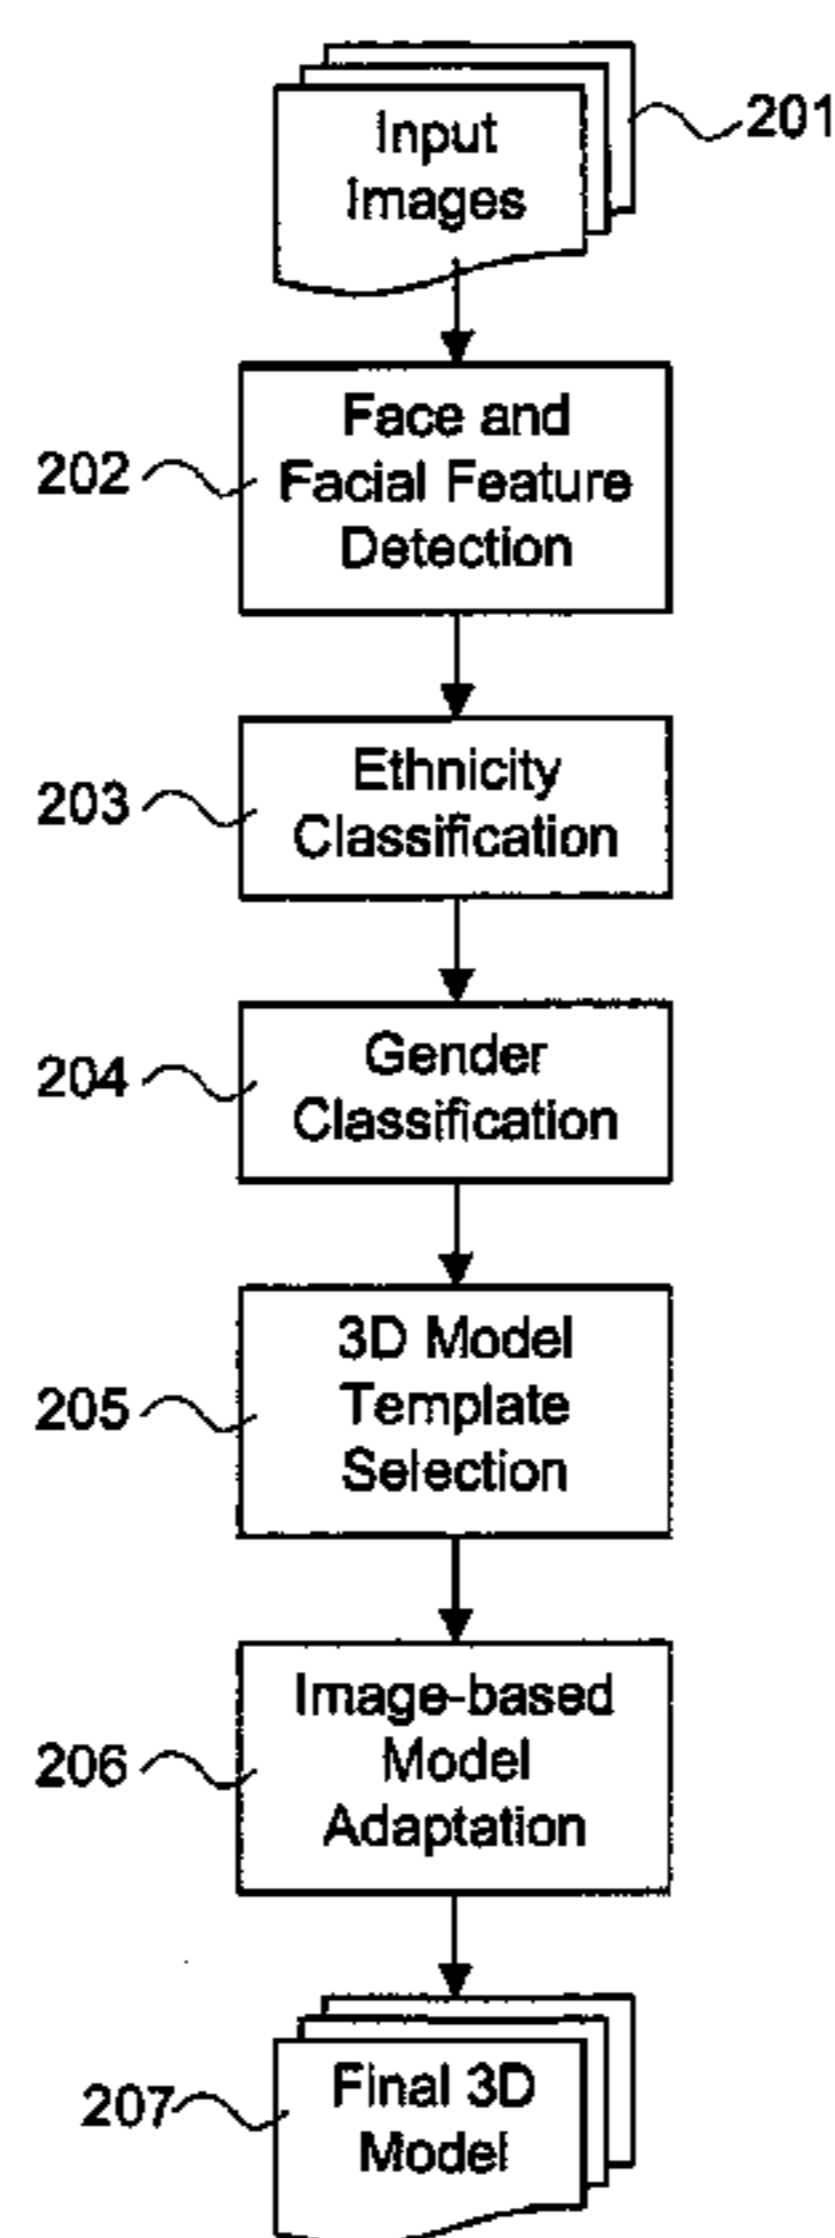 Input
Images
201
Face and
Facial Feature
Detection
202
Ethnicity
Classification
203
Gender
Classification
204
3D Model
Template
Selection
205
Image-based
Model
Adaptation
206
Final 3D
Model
207